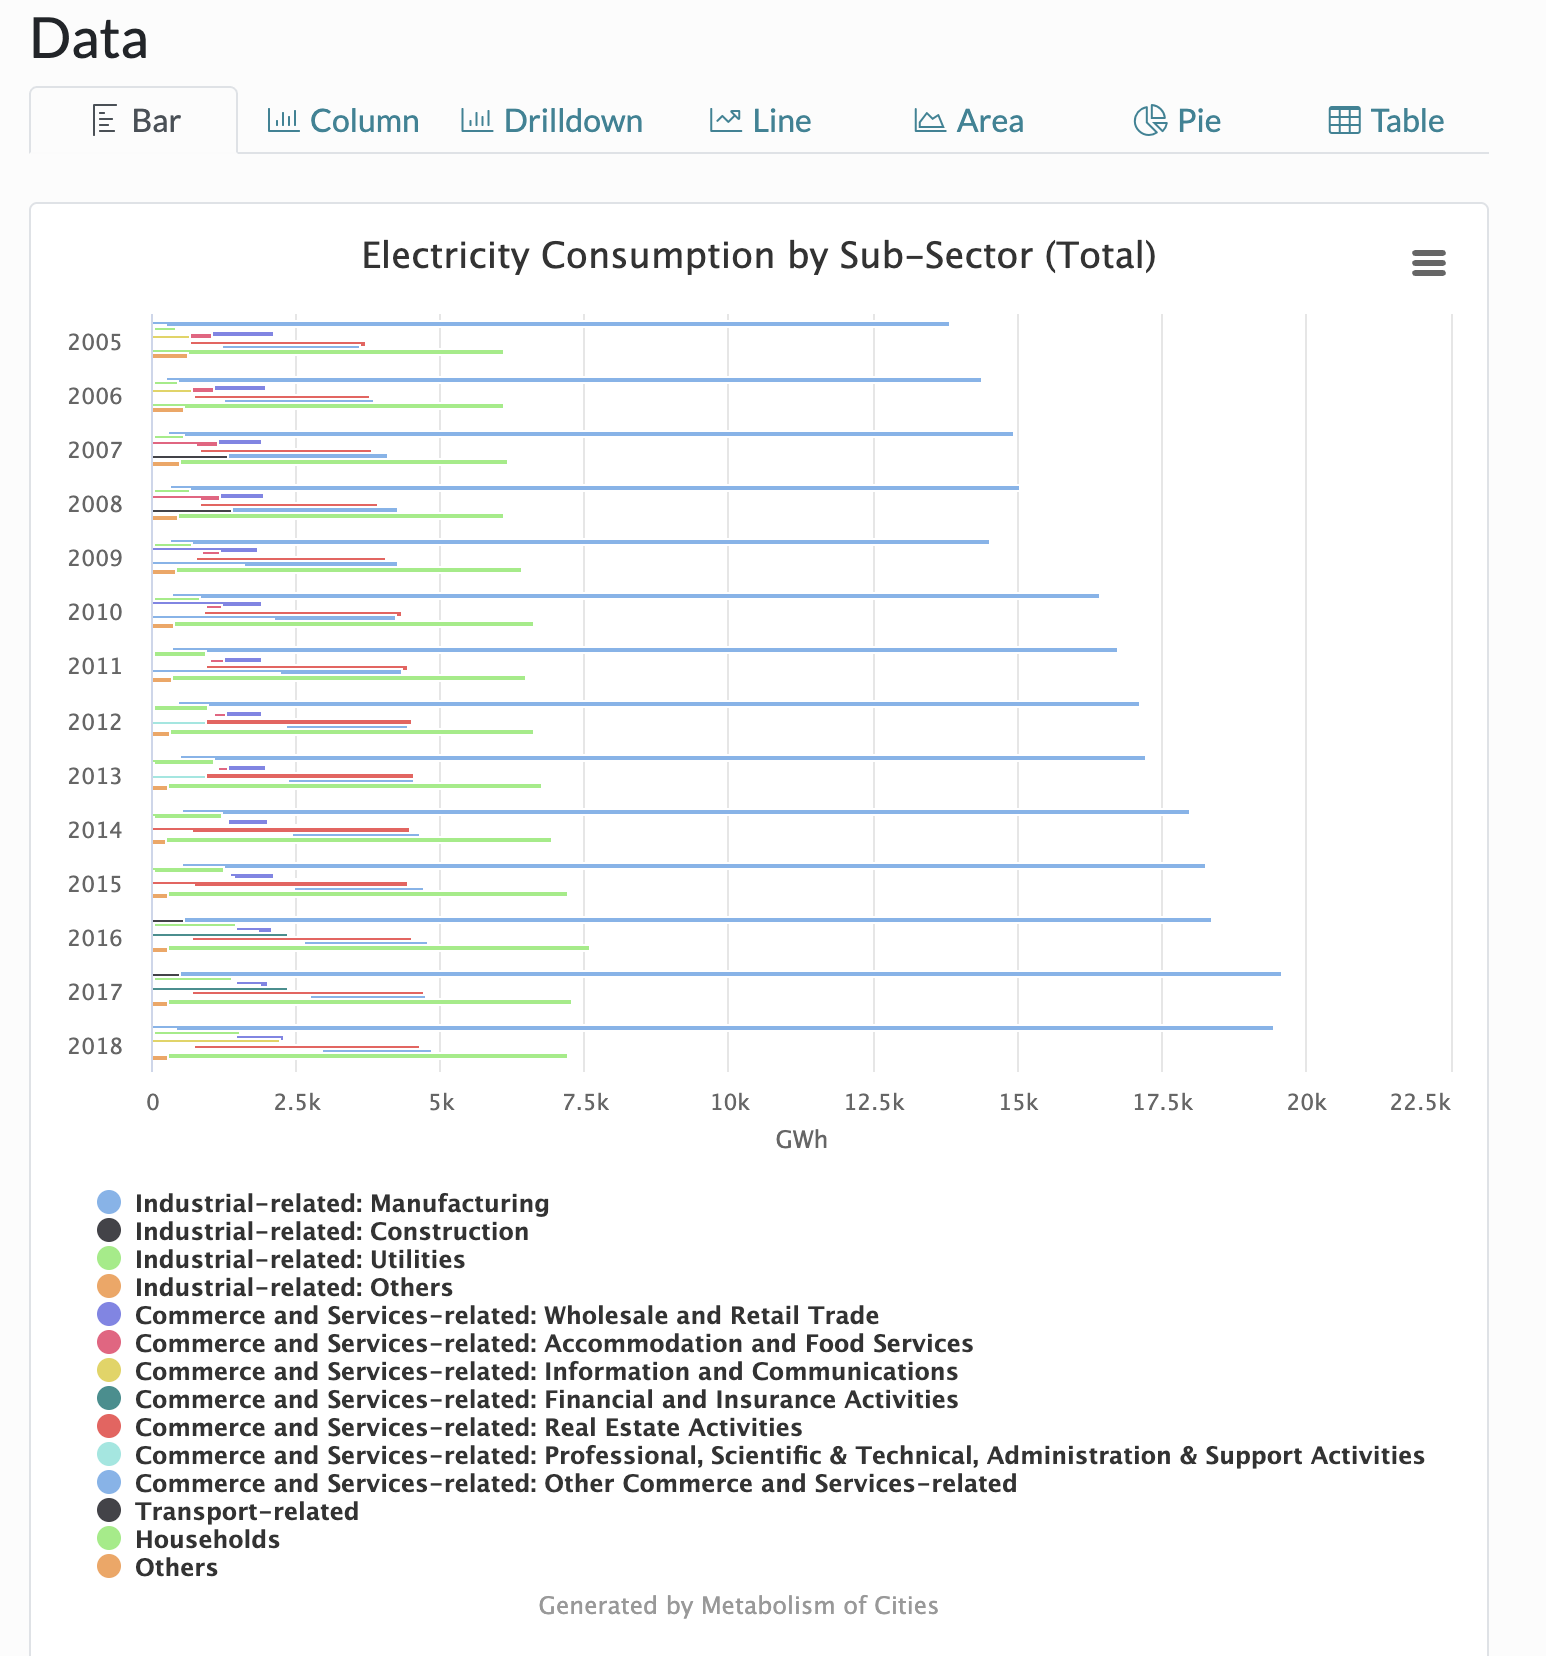 Data
Bar
Column
Drilldown
Line
Area
Pie
Table
Electricity Consumption by Sub-Sector (Total)
2005
2006
2007
2008
2009
2010
2011
2012
2013
2014
2015
2016
2017
2018
0 2.5k 5k 7.5k 10k 12.5k 15k 17.5k 20k 22.5k
GWh
Industrial-related: Manufacturing
Industrial-related: Construction
Industrial-related: Utilities
Industrial-related: Others
Commerce and Services-related: Wholesale and Retail Trade
Commerce and Services-related: Accommodation and Food Services
Commerce and Services-related: Information and Communications
Commerce and Services-related: Financial and Insurance Activities
Commerce and Services-related: Real Estate Activities
Commerce and Services-related: Professional, Scientific & Technical, Administration & Support Activities
Commerce and Services-related: Other Commerce and Services-related
Transport-related
Households
Others
Generated by Metabolism of Cities